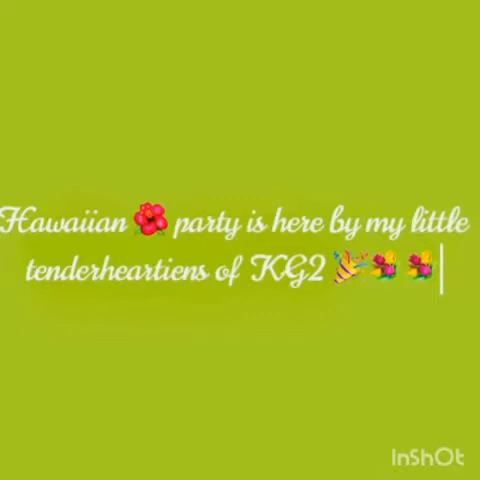 Hawaiian 🌺 party is here by my little
tenderheartiens of KG2 🎉💐💐
InShOt